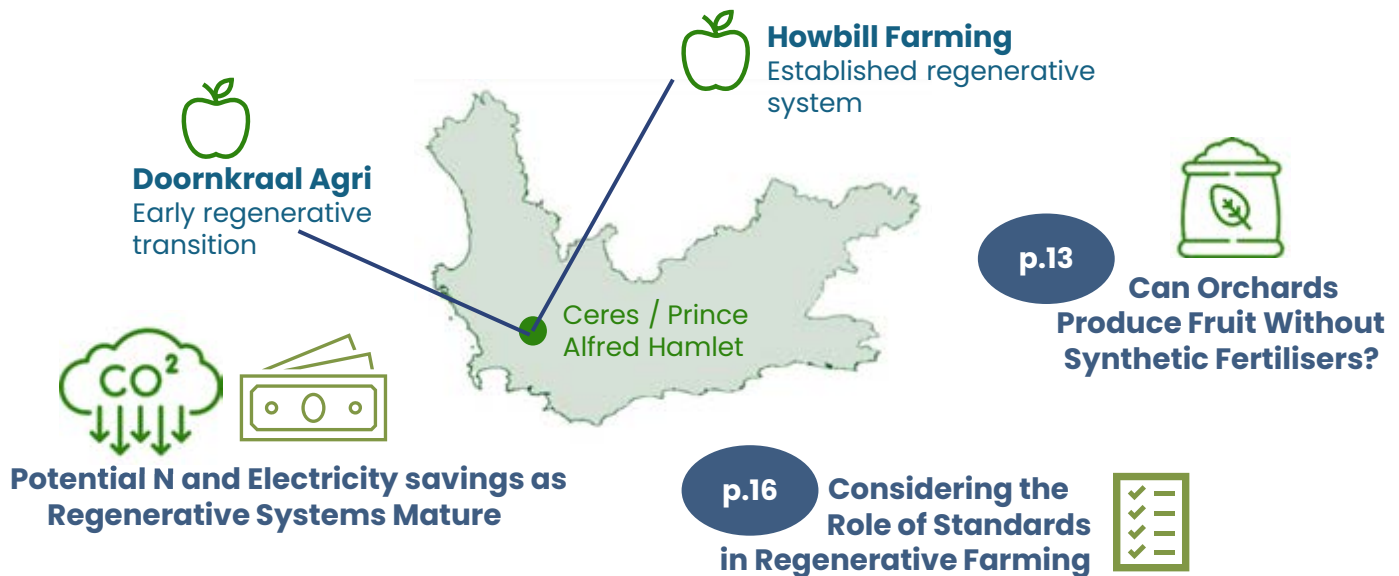 Howbill Farming
Established regenerative
system
Doornkraal Agri
Early regenerative
transition
Ceres / Prince
Alfred Hamlet
p.13
Can Orchards
Produce Fruit Without
Synthetic Fertilisers?
CO²
Potential N and Electricity savings as
Regenerative Systems Mature
p.16
Considering the
Role of Standards
in Regenerative Farming